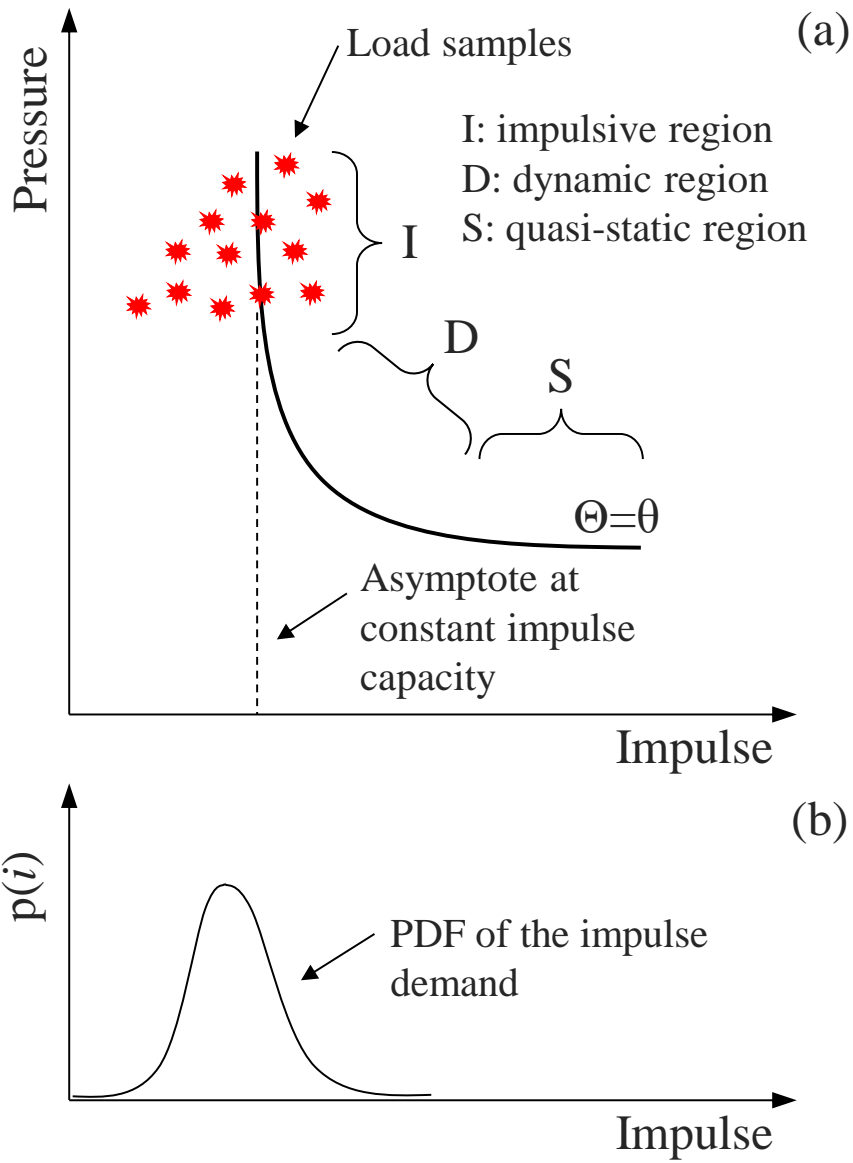 (a)
Load samples
Pressure
I: impulsive region
D: dynamic region
S: quasi-static region
I
D
S
Θ=θ
Asymptote at
constant impulse
capacity
Impulse
(b)
p(i)
PDF of the impulse
demand
Impulse